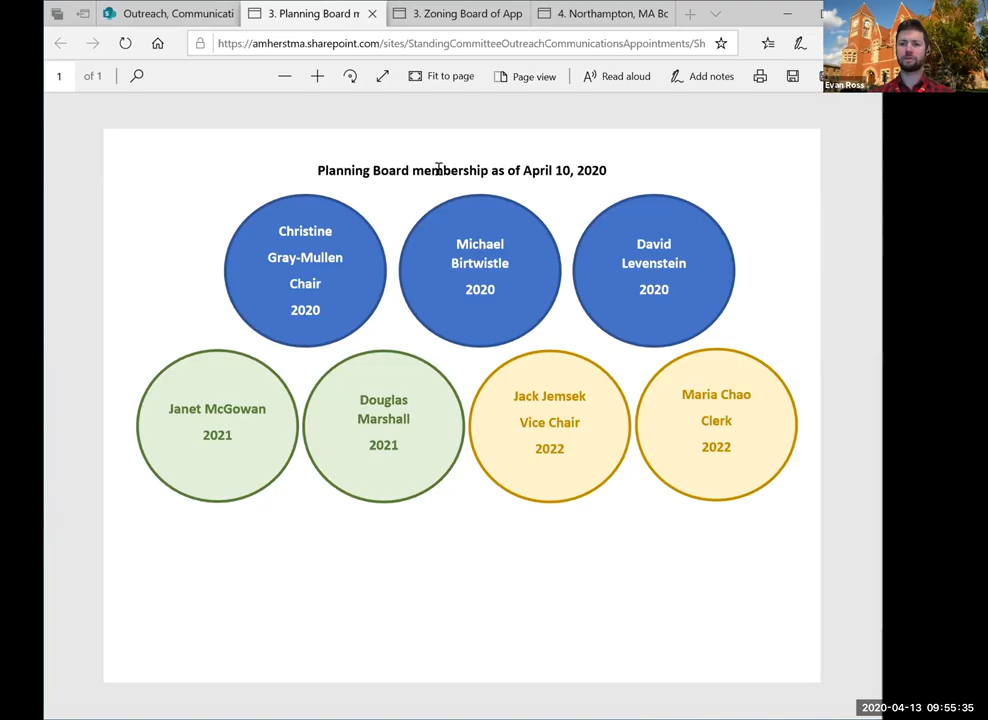 Outreach, Communicati
3. Planning Board m
3. Zoning Board of App
4. Northampton, MA Bc
https://amherstma.sharepoint.com/sites/StandingCommitteeOutreachCommunicationsAppointments/Sh
1 of 1
Fit to page
Page view
Read aloud
Add notes
Evan Ross
Planning Board membership as of April 10, 2020
Christine
Gray-Mullen
Chair
2020
Michael
Birtwistle
2020
David
Levenstein
2020
Janet McGowan
2021
Douglas
Marshall
2021
Jack Jemsek
Vice Chair
2022
Maria Chao
Clerk
2022
2020-04-13 09:55:35